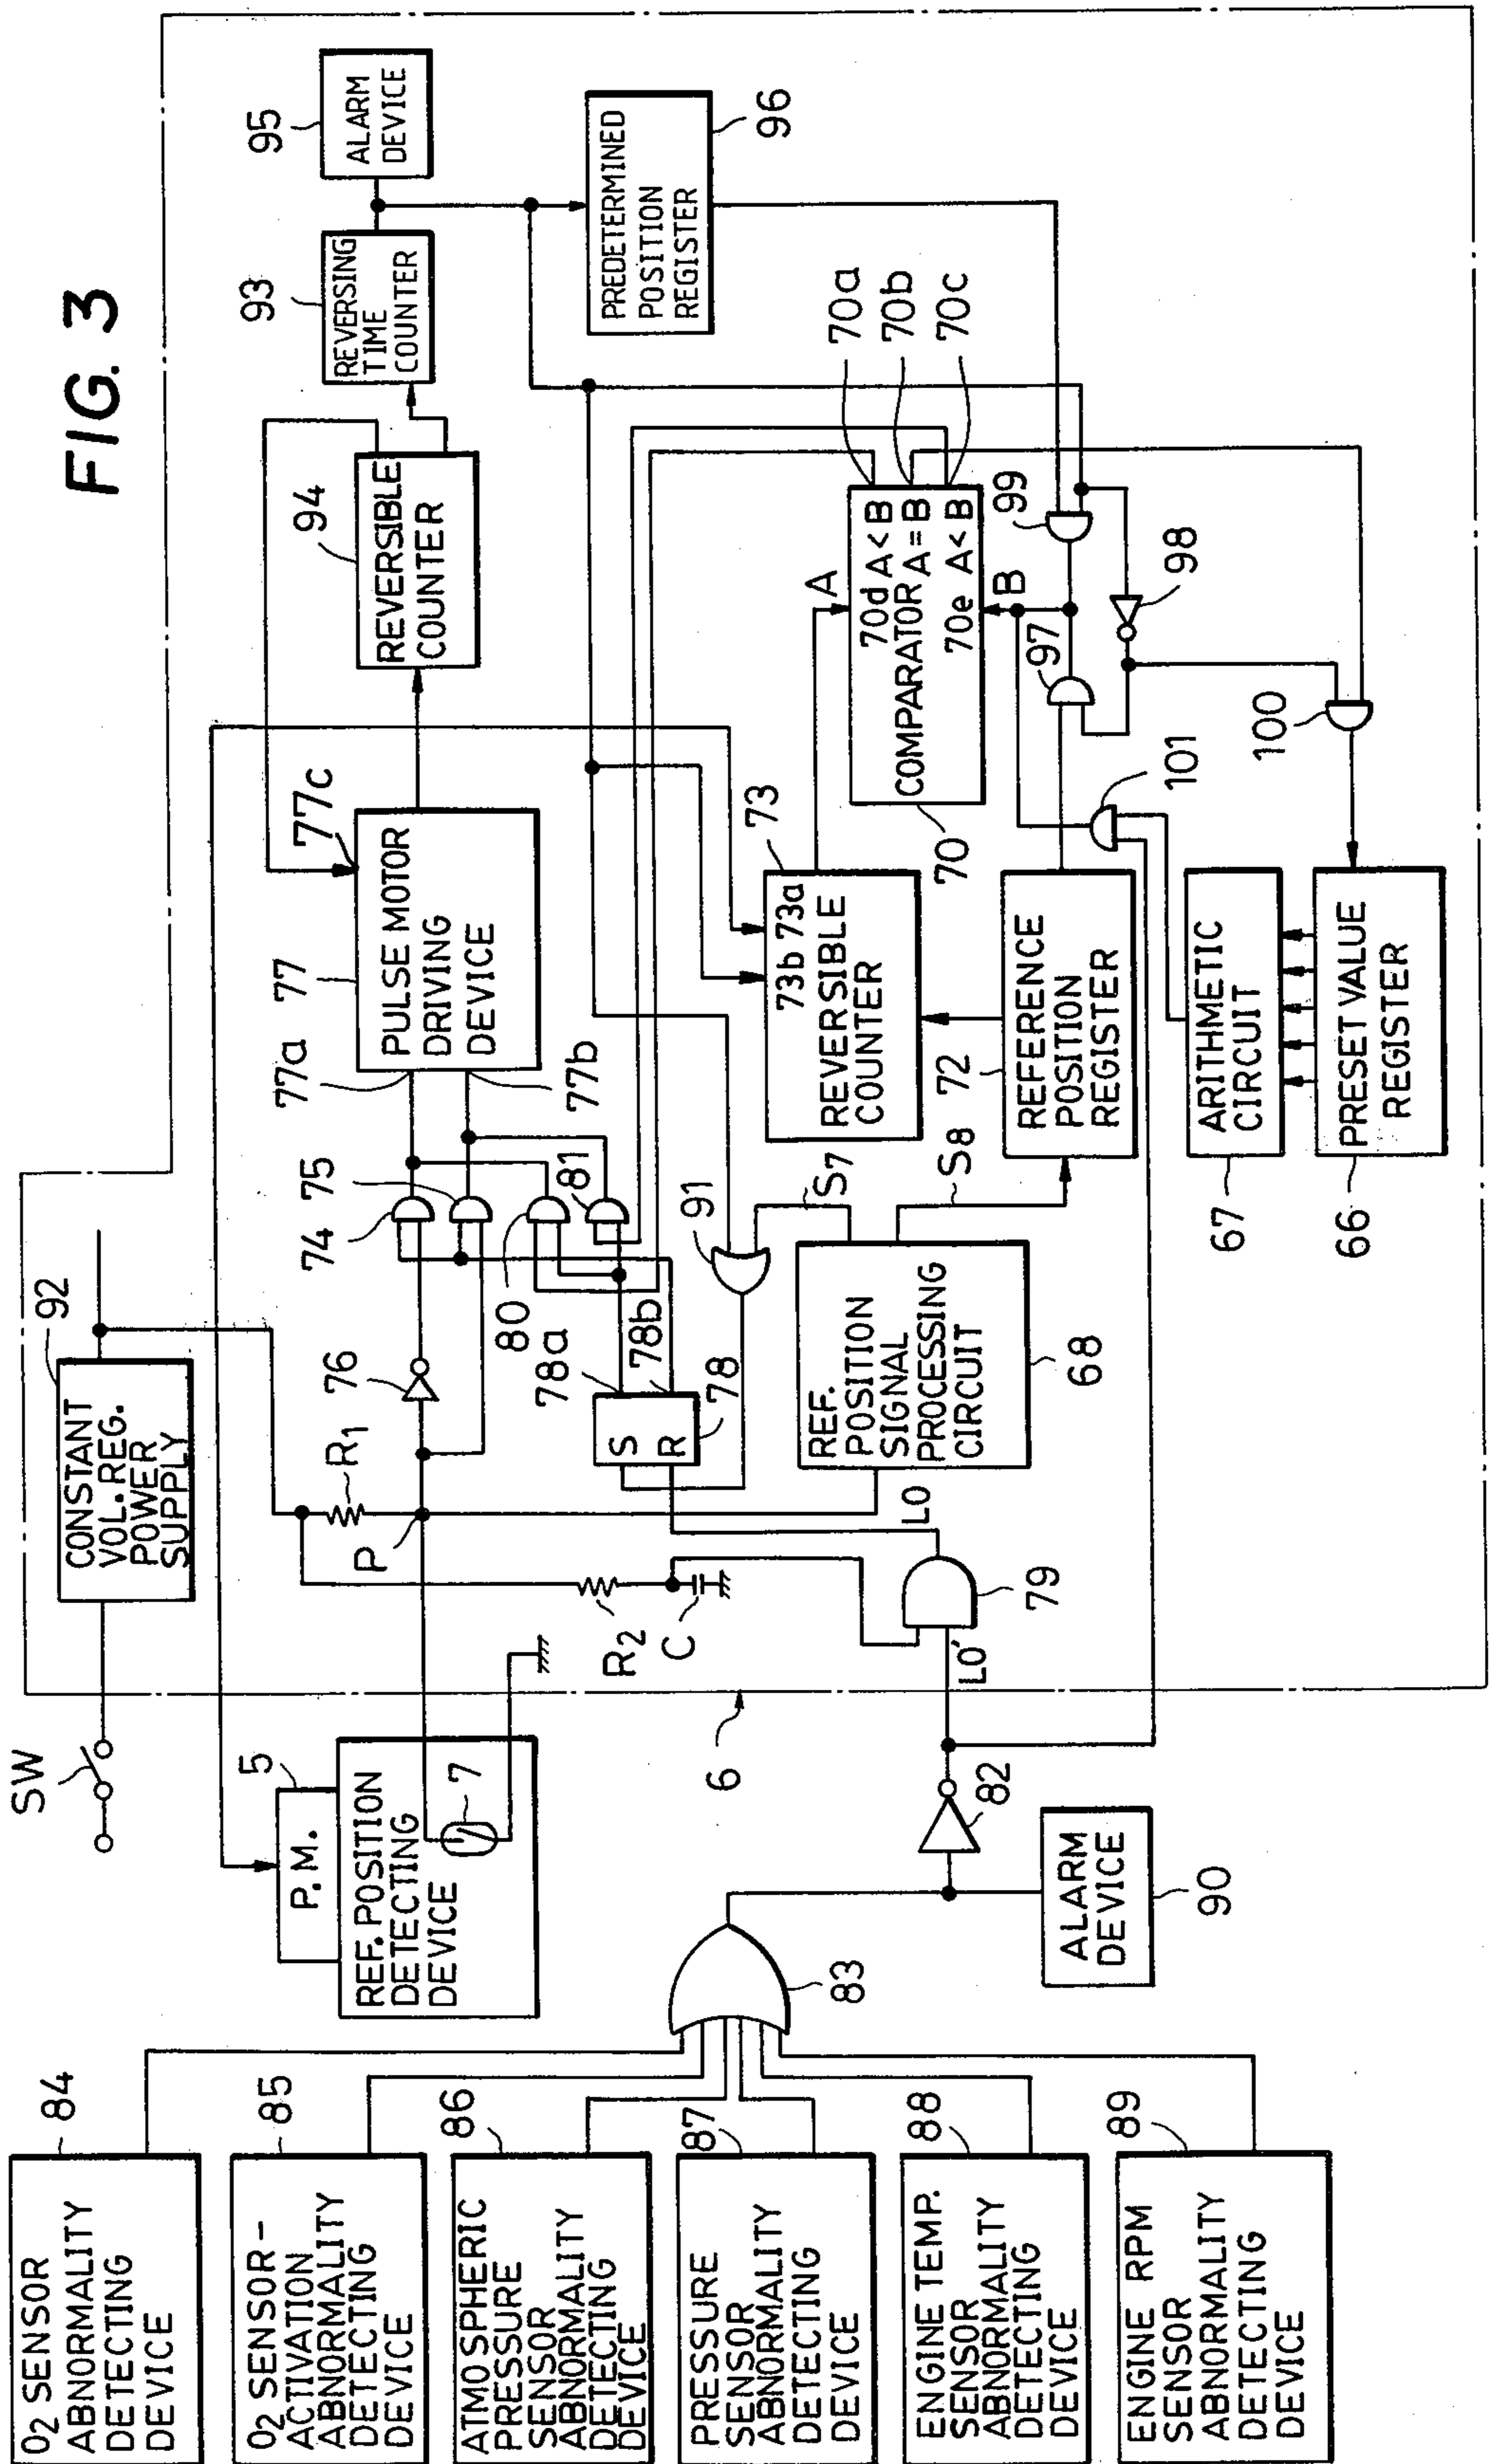 FIG. 3
SW
CONSTANT
VOL. REG.
POWER
SUPPLY
92
5
P. M.
REF. POSITION
DETECTING
DEVICE
7
6
P
R1
R2
C
76
74
75
80
81
77a
77
77b
77c
PULSE MOTOR
DRIVING
DEVICE
94
REVERSIBLE
COUNTER
93
REVERSING
TIME
COUNTER
95
ALARM
DEVICE
PREDETERMINED
POSITION
REGISTER
96
78a
78b
S
R
78
91
S7
S8
REF.
POSITION
SIGNAL
PROCESSING
CIRCUIT
68
73
73b 73a
REVERSIBLE
COUNTER
72
REFERENCE
POSITION
REGISTER
A
70d A < B
COMPARATOR A = B
70e A < B
70
70a
70b
70c
B
97
99
98
100
101
ARITHMETIC
CIRCUIT
67
PRESET VALUE
REGISTER
66
LO
LO'
79
82
83
ALARM
DEVICE
90
O2 SENSOR
ABNORMALITY
DETECTING
DEVICE
84
O2 SENSOR –
ACTIVATION
ABNORMALITY
DETECTING
DEVICE
85
ATMOSPHERIC
PRESSURE
SENSOR
ABNORMALITY
DETECTING
DEVICE
86
PRESSURE
SENSOR
ABNORMALITY
DETECTING
DEVICE
87
ENGINE TEMP.
SENSOR
ABNORMALITY
DETECTING
DEVICE
88
ENGINE RPM
SENSOR
ABNORMALITY
DETECTING
DEVICE
89